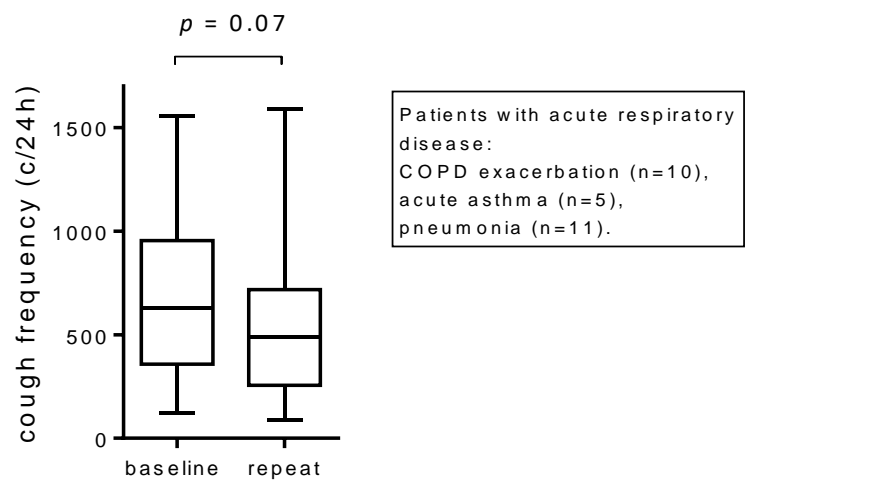 p = 0.07
cough frequency (c/24h)
1500
1000
500
0
baseline repeat
Patients with acute respiratory
disease:
COPD exacerbation (n=10),
acute asthma (n=5),
pneumonia (n=11).